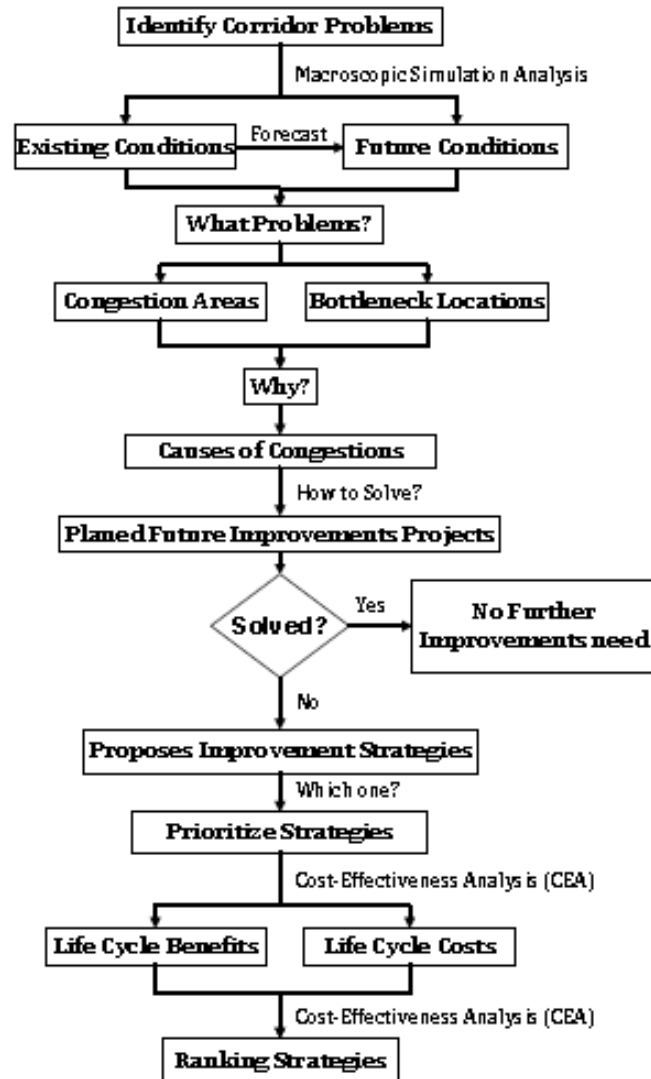 Identify Corridor Problems
Macroscopic Simulation Analysis
Forecast
Existing Conditions
Future Conditions
What Problems?
Congestion Areas
Bottleneck Locations
Why?
Causes of Congestions
How to Solve?
Planed Future Improvements Projects
Solved?
Yes
No Further
Improvements need
No
Proposes Improvement Strategies
Which one?
Prioritize Strategies
Cost-Effectiveness Analysis (CEA)
Life Cycle Benefits
Life Cycle Costs
Cost-Effectiveness Analysis (CEA)
Ranking Strategies